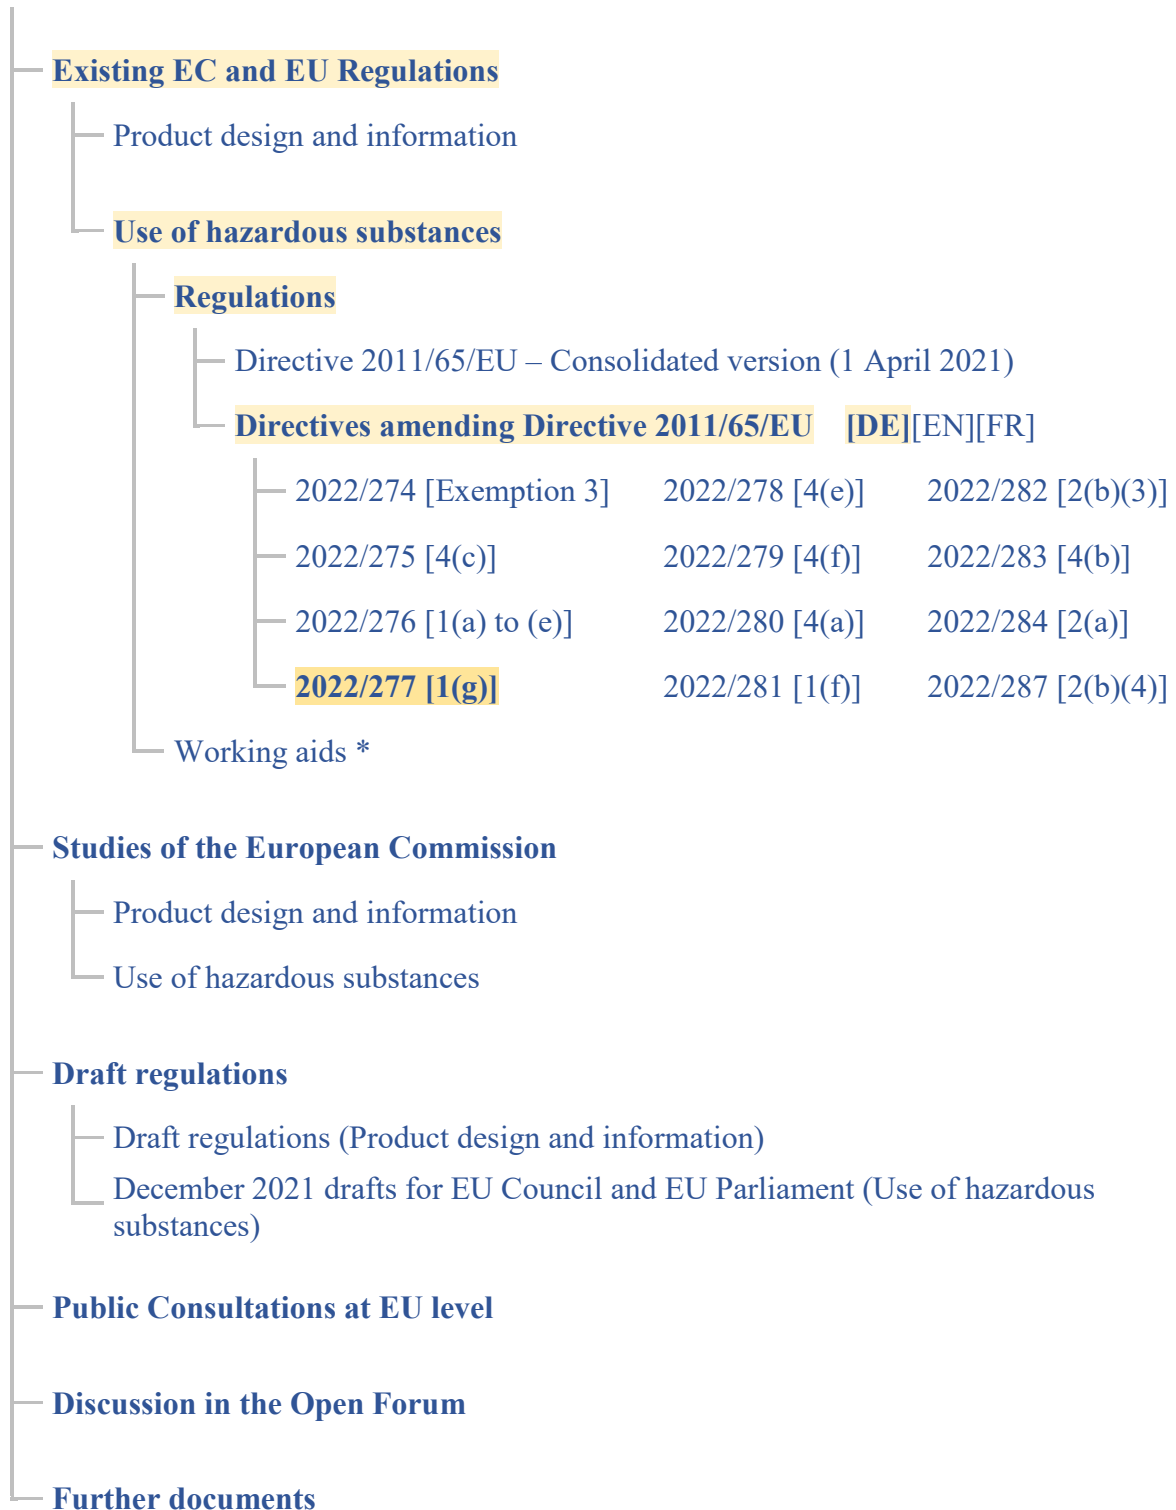 Existing EC and EU Regulations
Product design and information
Use of hazardous substances
Regulations
Directive 2011/65/EU – Consolidated version (1 April 2021)
Directives amending Directive 2011/65/EU [DE][EN][FR]
2022/274 [Exemption 3] 2022/278 [4(e)] 2022/282 [2(b)(3)]
2022/275 [4(c)] 2022/279 [4(f)] 2022/283 [4(b)]
2022/276 [1(a) to (e)] 2022/280 [4(a)] 2022/284 [2(a)]
2022/277 [1(g)] 2022/281 [1(f)] 2022/287 [2(b)(4)]
Working aids *
Studies of the European Commission
Product design and information
Use of hazardous substances
Draft regulations
Draft regulations (Product design and information)
December 2021 drafts for EU Council and EU Parliament (Use of hazardous
substances)
Public Consultations at EU level
Discussion in the Open Forum
Further documents